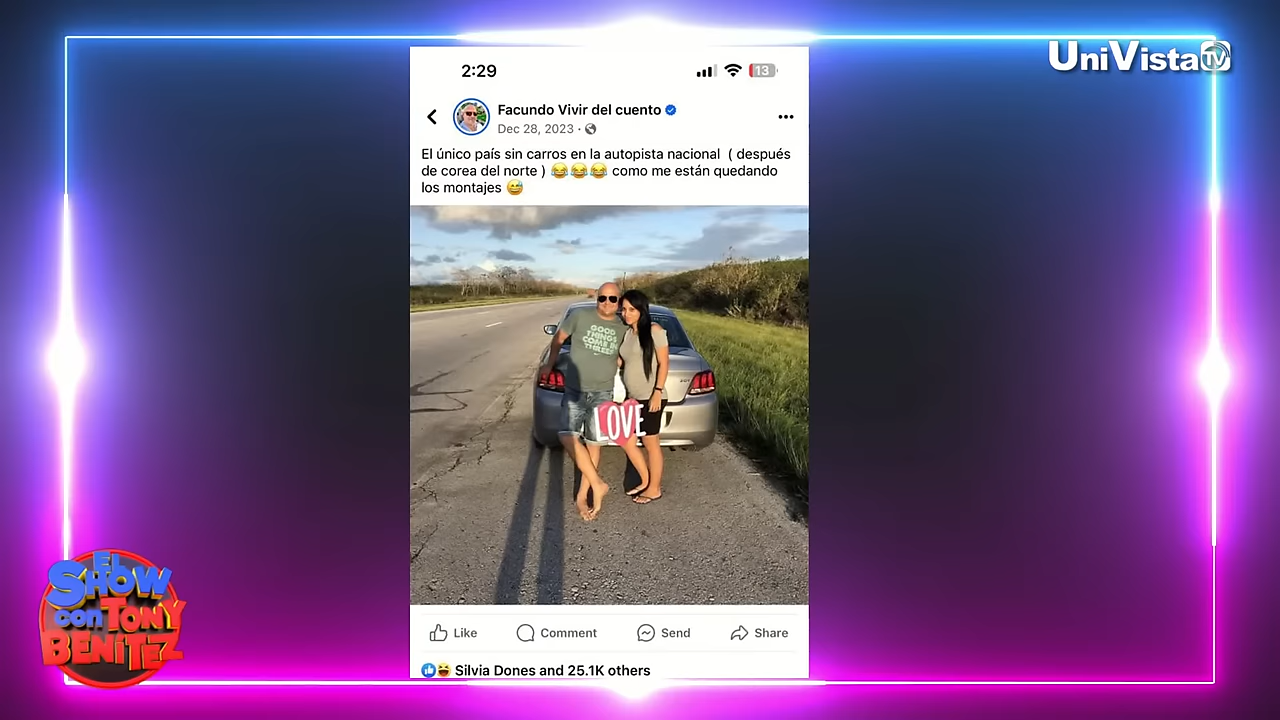 UniVista TV
2:29
13
Facundo Vivir del cuento
Dec 28, 2023 ·
El único país sin carros en la autopista nacional ( después
de corea del norte ) 😂😂😂 como me están quedando
los montajes 😅
GOOD
THINGS
COME IN
THREES
LOVE
Like
Comment
Send
Share
Silvia Dones and 25.1K others
EL
SHOW
con TONY
BENITEZ